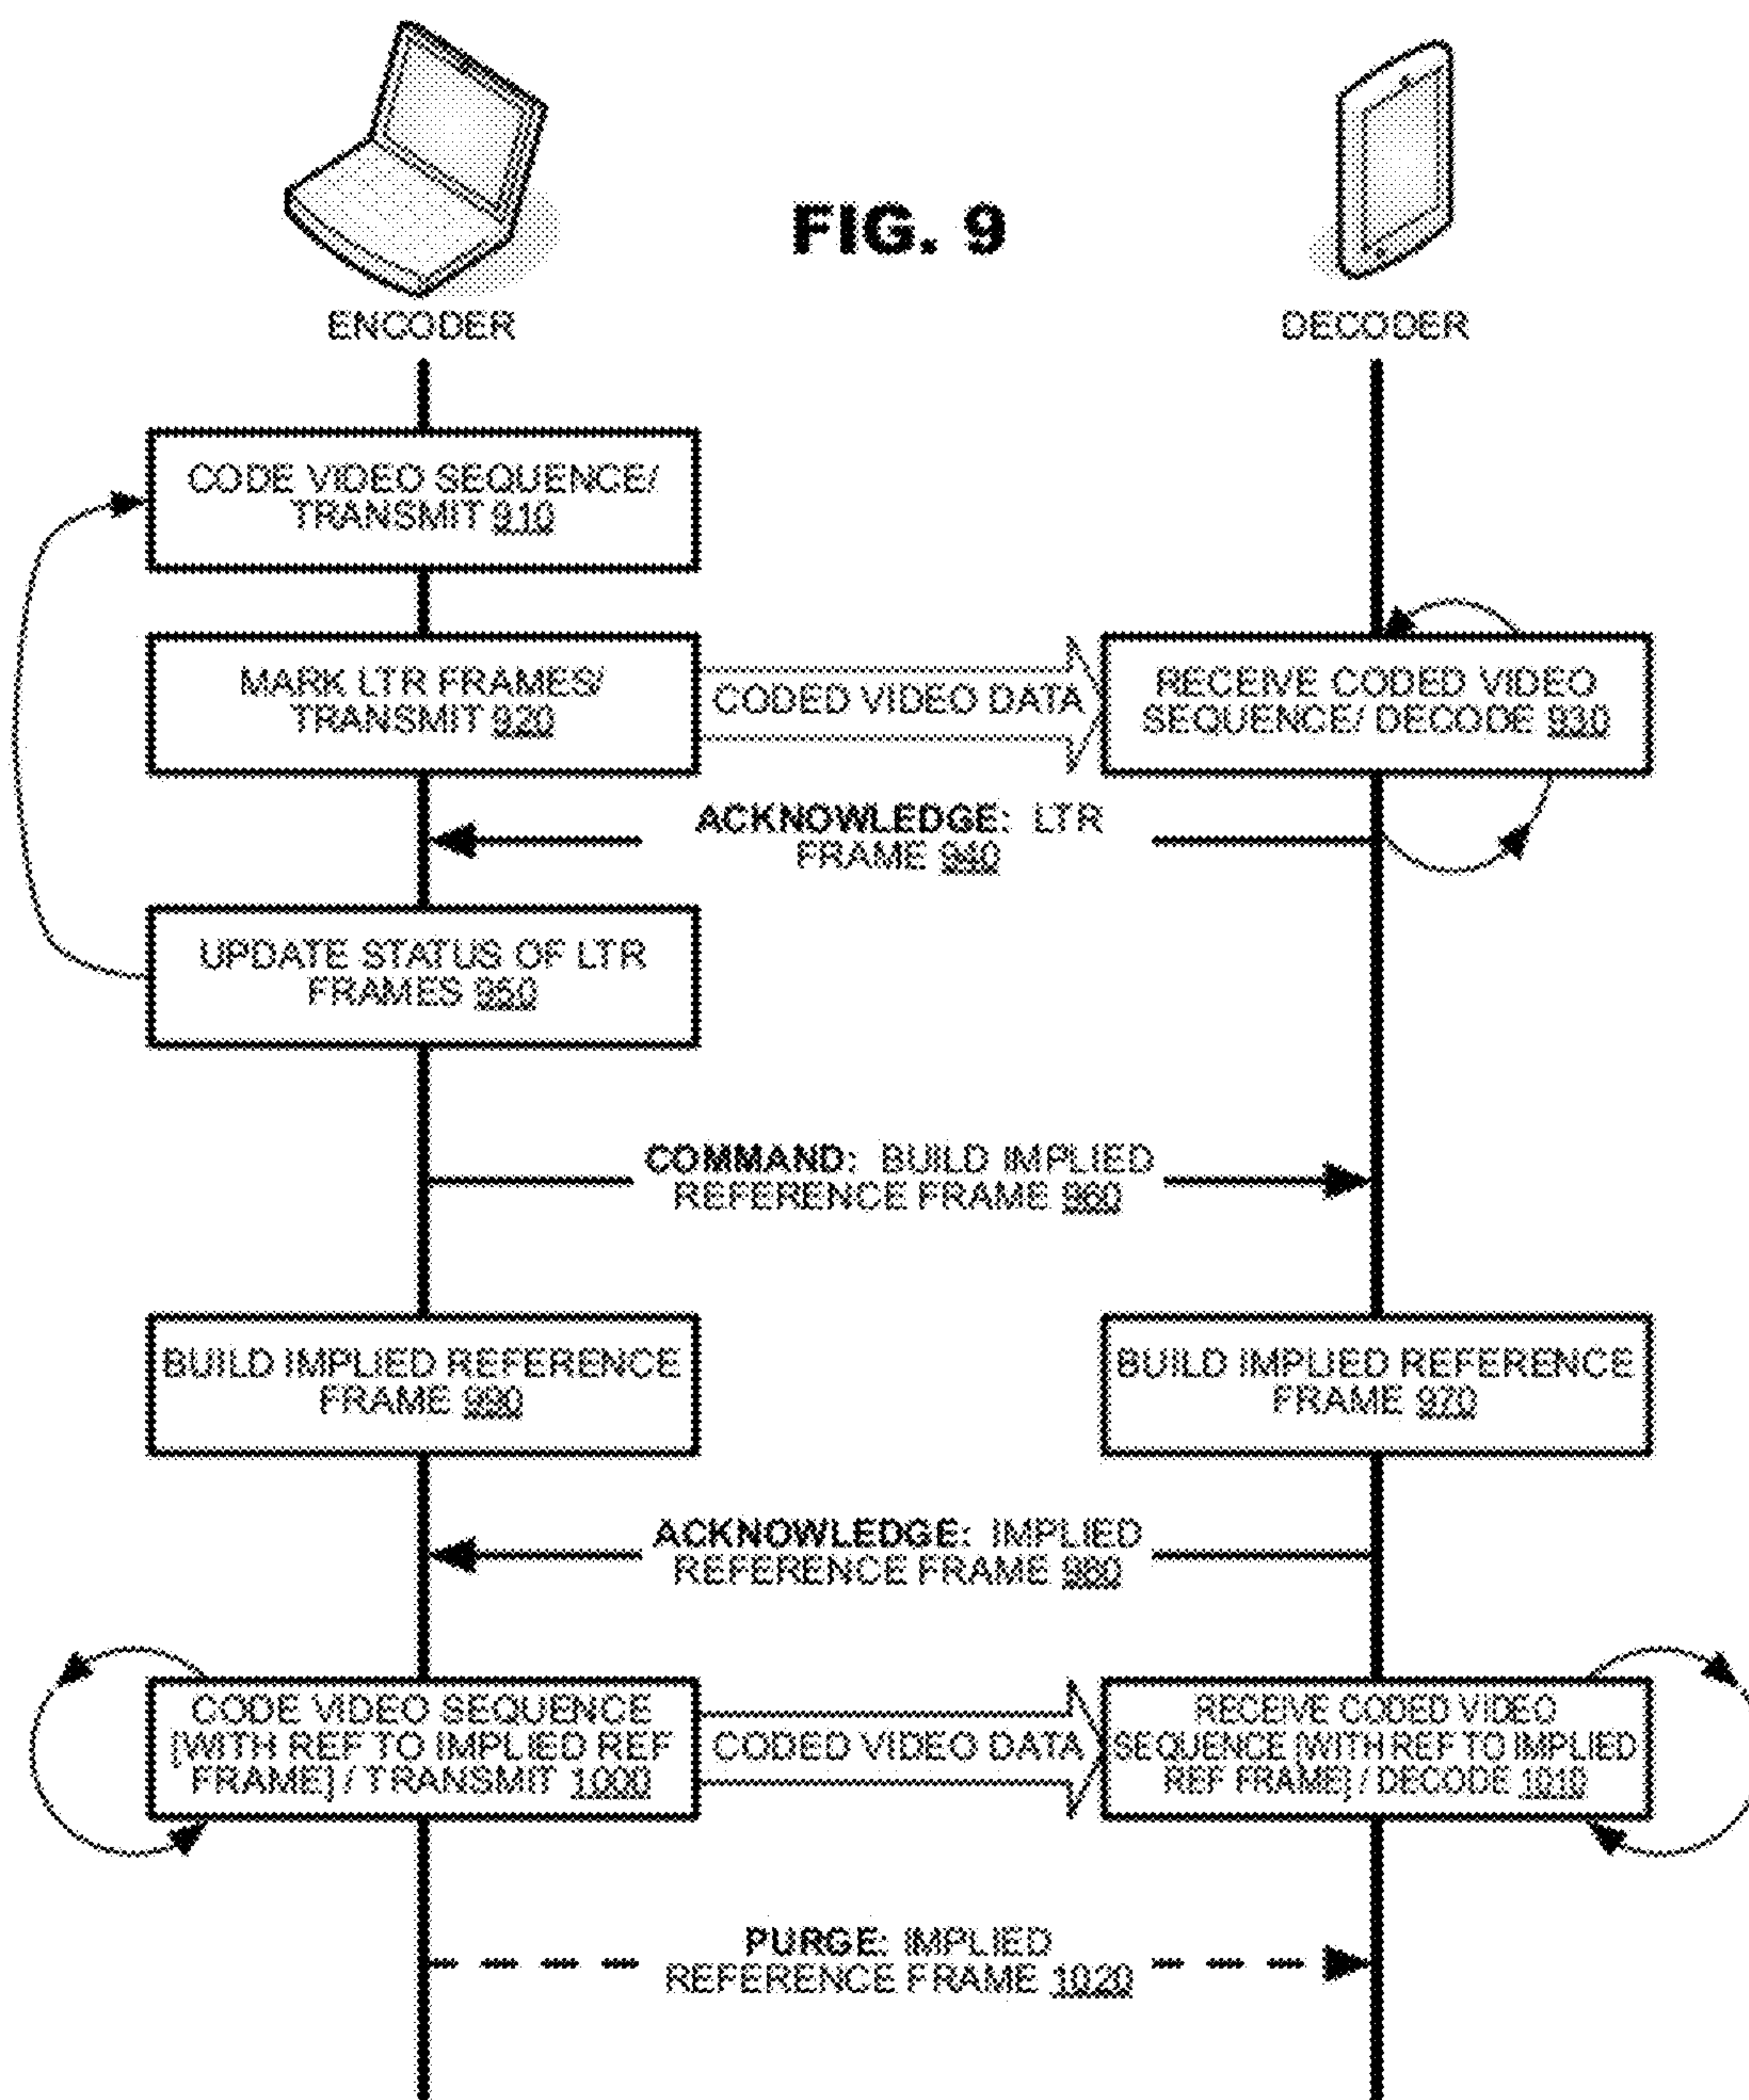 FIG. 9
ENCODER
DECODER
CODE VIDEO SEQUENCE/
TRANSMIT 910
MARK LTR FRAMES/
TRANSMIT 920
CODED VIDEO DATA
RECEIVE CODED VIDEO
SEQUENCE/ DECODE 930
ACKNOWLEDGE: LTR
FRAME 940
UPDATE STATUS OF LTR
FRAMES 950
COMMAND: BUILD IMPLIED
REFERENCE FRAME 960
BUILD IMPLIED REFERENCE
FRAME 990
BUILD IMPLIED REFERENCE
FRAME 970
ACKNOWLEDGE: IMPLIED
REFERENCE FRAME 980
CODE VIDEO SEQUENCE
[WITH REF TO IMPLIED REF
FRAME] / TRANSMIT 1000
CODED VIDEO DATA
RECEIVE CODED VIDEO
SEQUENCE [WITH REF TO IMPLIED
REF FRAME] / DECODE 1010
PURGE: IMPLIED
REFERENCE FRAME 1020